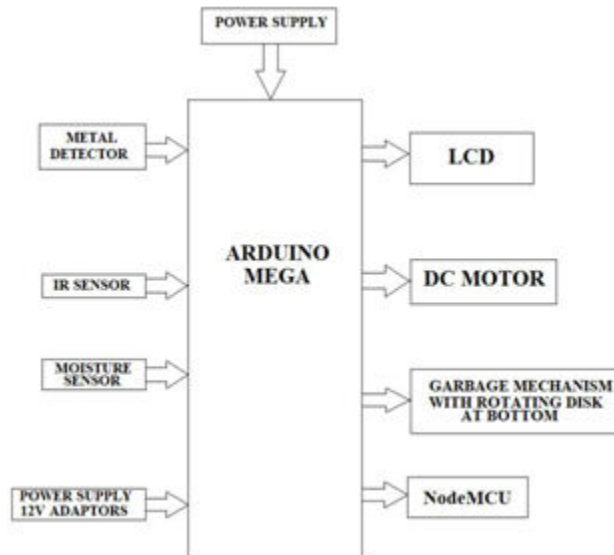 POWER SUPPLY
METAL
DETECTOR
LCD
ARDUINO
MEGA
IR SENSOR
DC MOTOR
MOISTURE
SENSOR
GARBAGE MECHANISM
WITH ROTATING DISK
AT BOTTOM
POWER SUPPLY
12V ADAPTORS
NodeMCU